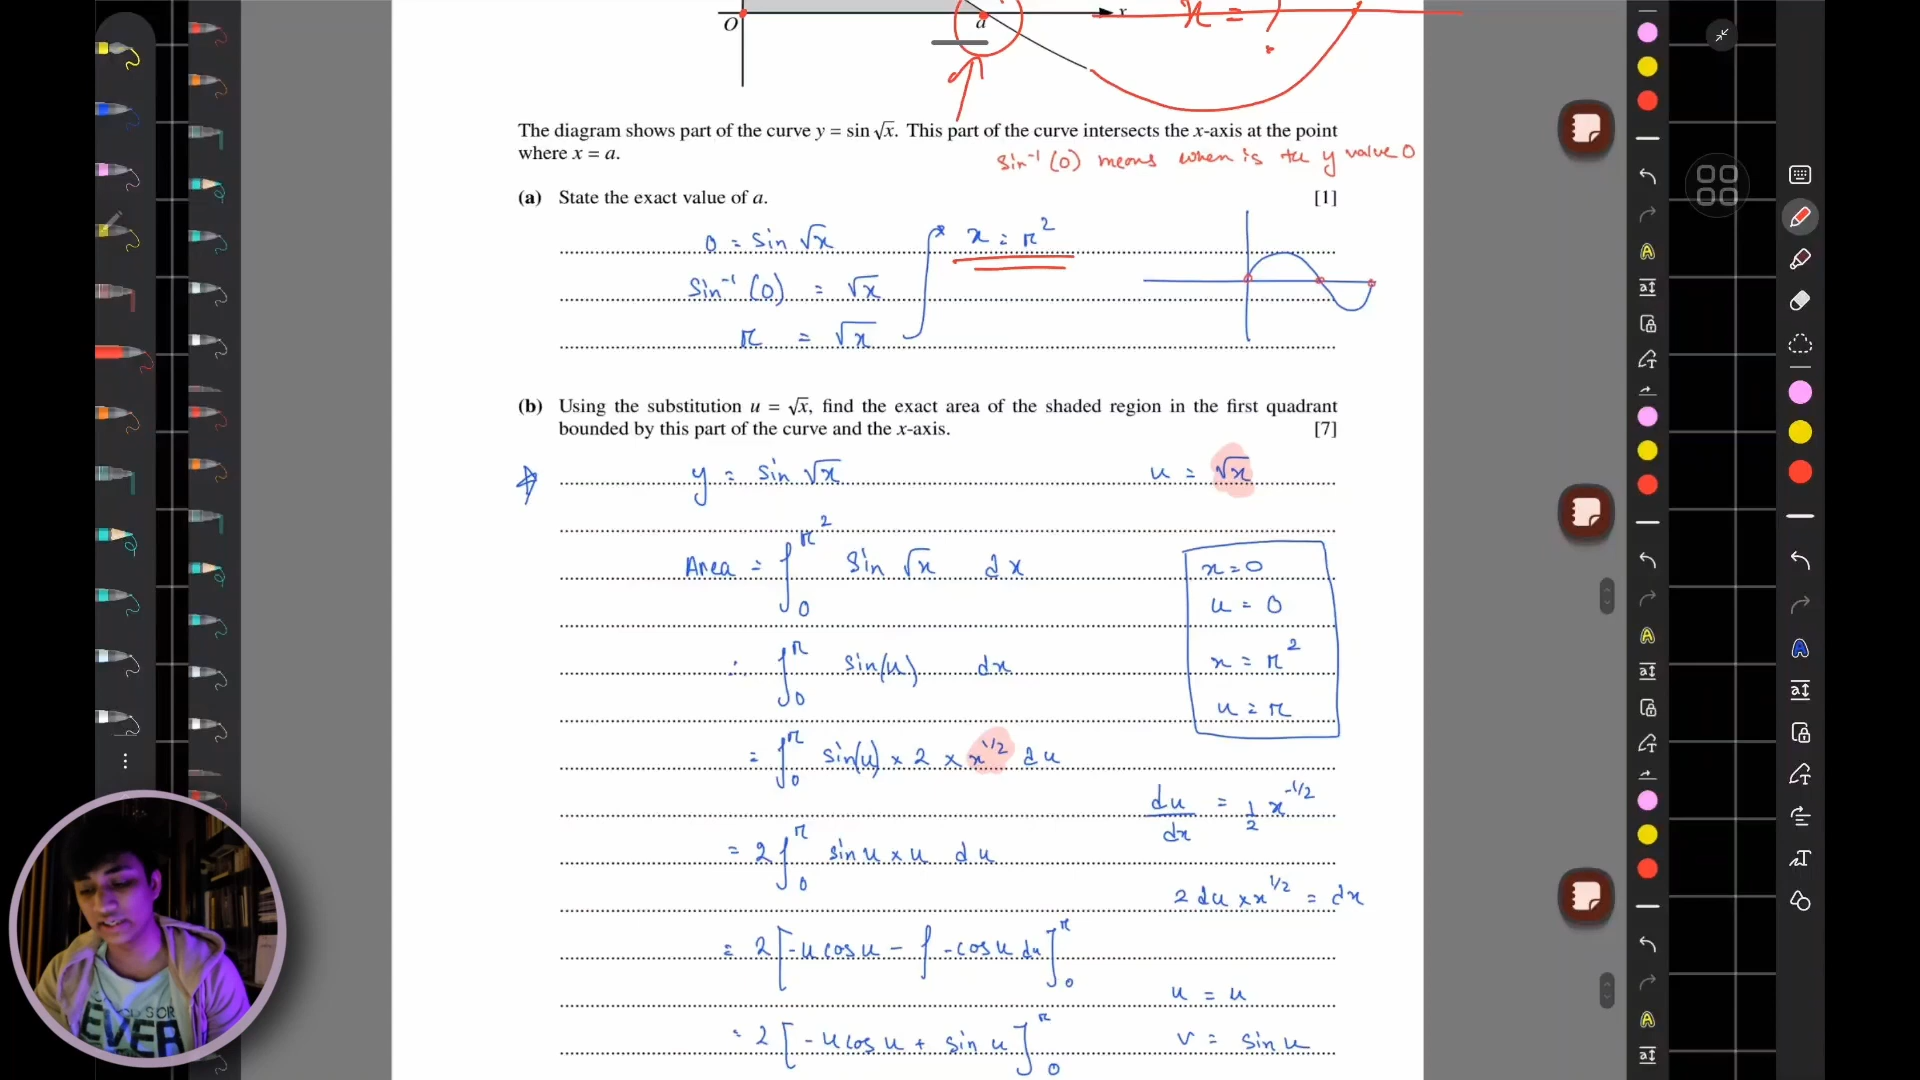 O
a
x
x = ?
The diagram shows part of the curve y = sin √x. This part of the curve intersects the x-axis at the point
where x = a.
sin⁻¹ (0) means when is the y value 0
(a) State the exact value of a. [1]
0 = sin √x
x = π²
sin⁻¹ (0) = √x
π = √x
(b) Using the substitution u = √x, find the exact area of the shaded region in the first quadrant
bounded by this part of the curve and the x-axis. [7]
y = sin √x
u = √x
Area = ∫₀^π² sin √x dx
x = 0
u = 0
∴ ∫₀^π sin(u) dx
x = π²
u = π
= ∫₀^π sin(u) × 2 × x^1/2 du
du/dx = 1/2 x^-1/2
= 2 ∫₀^π sin u × u du
2 du × x^1/2 = dx
= 2 [-u cos u - ∫ -cos u du]₀^π
u = u
= 2 [-u cos u + sin u]₀^π
v = sin u
SOR
EVER